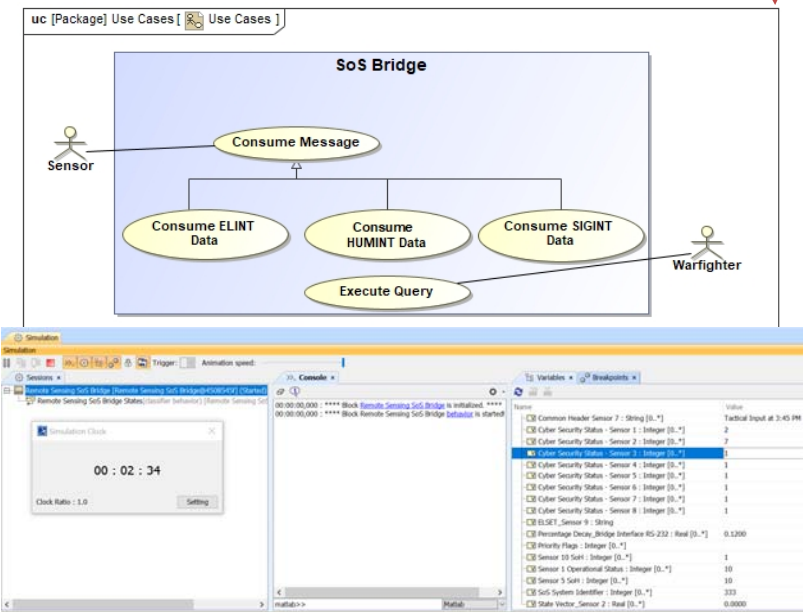 uc [Package] Use Cases [ Use Cases ]
SoS Bridge
Consume Message
Sensor
Consume ELINT
Data
Consume
HUMINT Data
Consume SIGINT
Data
Warfighter
Execute Query
Simulation
Simulation
Trigger: Animation speed:
Sessions ×
Remote Sensing SoS Bridge [Remote Sensing SoS Bridge@4508545f] (Started)
Remote Sensing SoS Bridge States[classifier behavior] [Remote Sensing So
Simulation Clock
00 : 02 : 34
Clock Ratio : 1.0 Setting
Console ×
00:00:00,000 : **** Block Remote Sensing SoS Bridge is initialized. ****
00:00:00,000 : **** Block Remote Sensing SoS Bridge behavior is started!
matlab>> Matlab
Variables × Breakpoints ×
Name Value
Common Header Sensor 7 : String [0..*] Tactical Input at 3:45 PM
Cyber Security Status - Sensor 1 : Integer [0..*] 2
Cyber Security Status - Sensor 2 : Integer [0..*] 7
Cyber Security Status - Sensor 3 : Integer [0..*] 1
Cyber Security Status - Sensor 4 : Integer [0..*] 1
Cyber Security Status - Sensor 5 : Integer [0..*] 1
Cyber Security Status - Sensor 6 : Integer [0..*] 1
Cyber Security Status - Sensor 7 : Integer [0..*] 1
Cyber Security Status - Sensor 8 : Integer [0..*] 1
ELSET_Sensor 9 : String
Percentage Decay_Bridge Interface RS-232 : Real [0..*] 0.1200
Priority Flags : Integer [0..*]
Sensor 10 SoH : Integer [0..*] 1
Sensor 1 Operational Status : Integer [0..*] 10
Sensor 5 SoH : Integer [0..*] 10
SoS System Identifier : Integer [0..*] 333
State Vector_Sensor 2 : Real [0..*] 0.0000